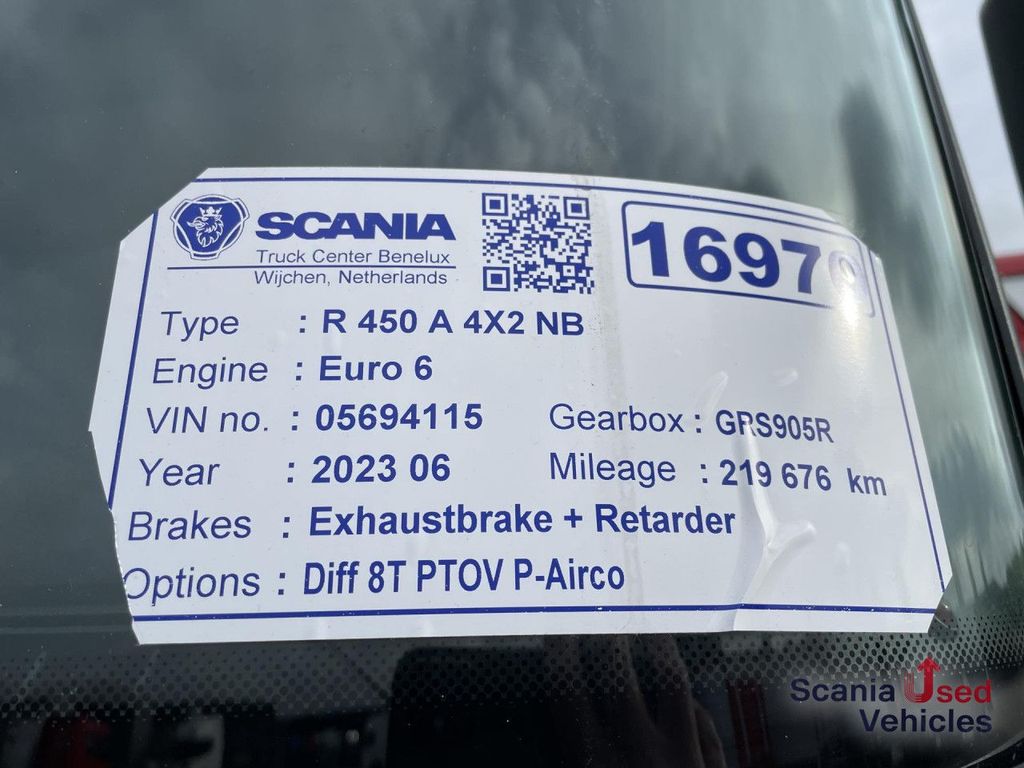 SCANIA
Truck Center Benelux
Wijchen, Netherlands
Type : R 450 A 4X2 NB
Engine : Euro 6
VIN no. : 05694115
Gearbox : GRS905R
Year : 2023 06
Mileage : 219 676 km
Brakes : Exhaustbrake + Retarder
Options : Diff 8T PTOV P-Airco
Scania Used
Vehicles